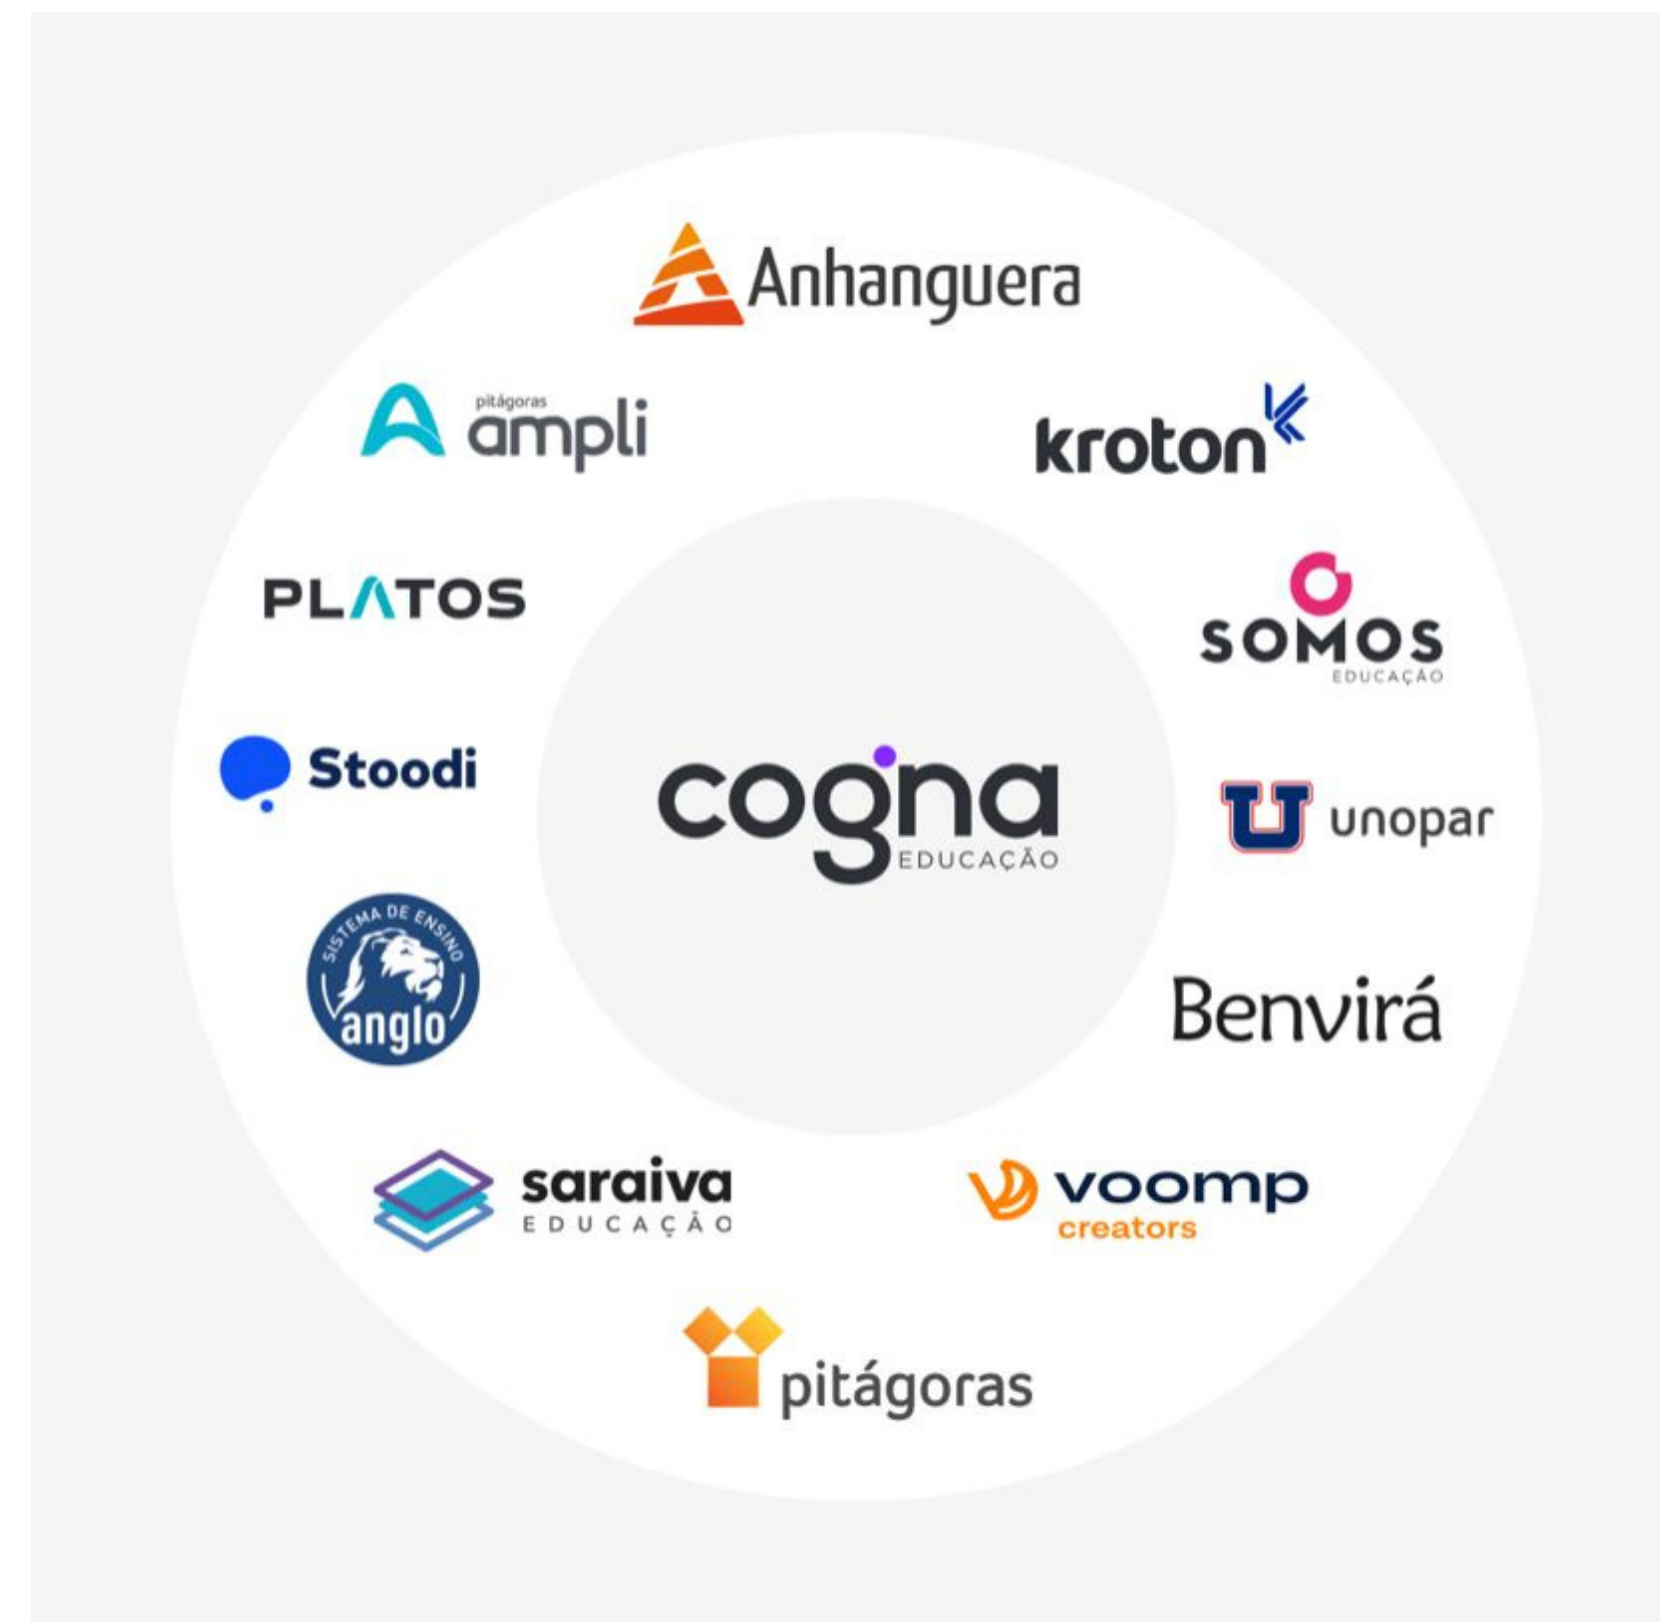 Anhanguera
pitágoras
ampli
kroton
PLATOS
SOMOS
EDUCAÇÃO
Stoodi
cogna
EDUCAÇÃO
unopar
SISTEMA DE ENSINO
anglo
Benvirá
saraiva
EDUCAÇÃO
voomp
creators
pitágoras